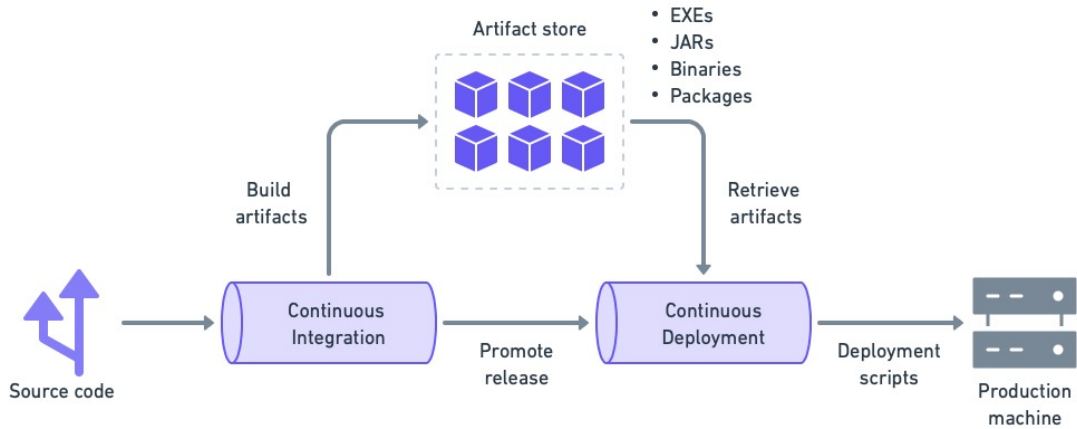 Artifact store
• EXEs
• JARs
• Binaries
• Packages
Build
artifacts
Retrieve
artifacts
Source code
Continuous
Integration
Promote
release
Continuous
Deployment
Deployment
scripts
Production
machine